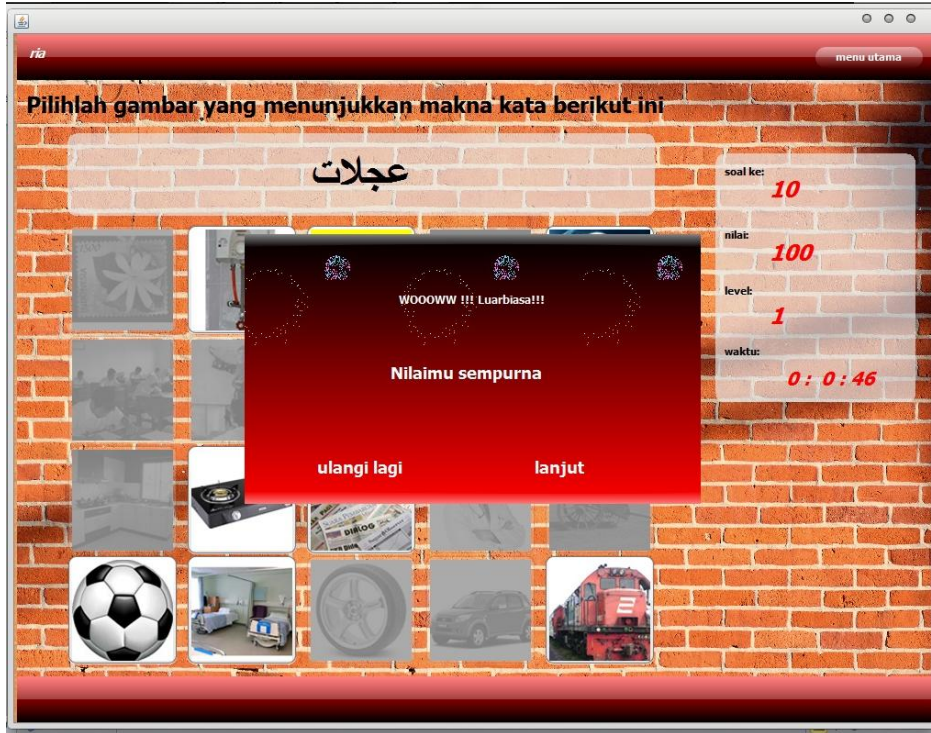 ria
menu utama
Pilihlah gambar yang menunjukkan makna kata berikut ini
عجلات
soal ke:
10
nilai:
100
level:
1
waktu:
0 : 0 : 46
WOOOWW !!! Luarbiasa!!!
Nilaimu sempurna
ulangi lagi
lanjut
DIALOG